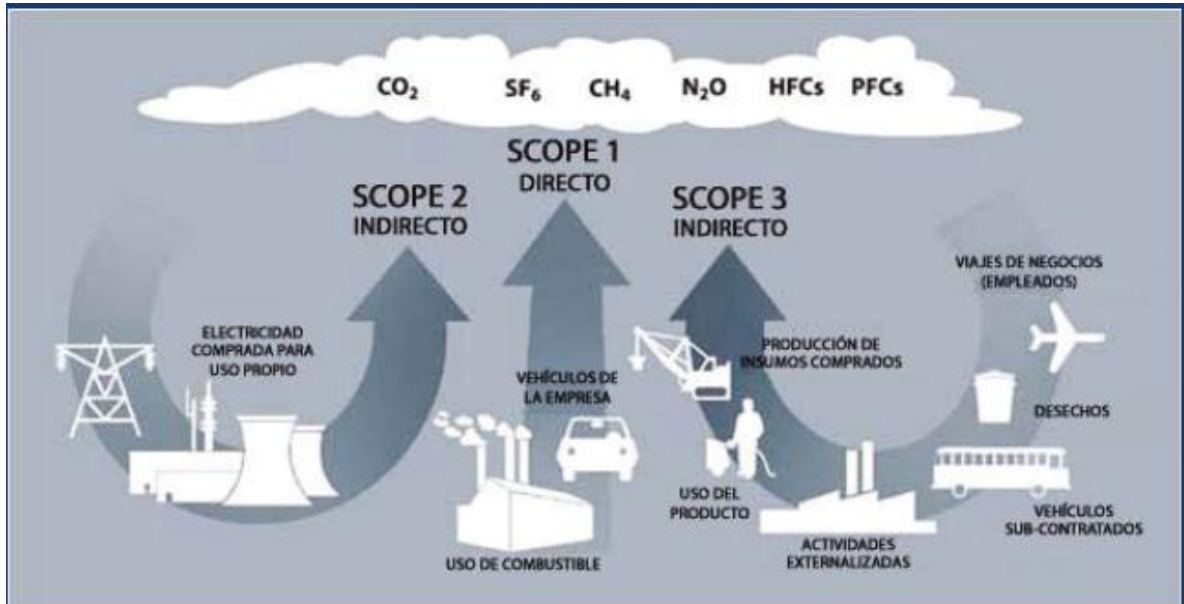 CO₂ SF₆ CH₄ N₂O HFCs PFCs
SCOPE 1
DIRECTO
SCOPE 2
INDIRECTO
SCOPE 3
INDIRECTO
VIAJES DE NEGOCIOS
(EMPLEADOS)
ELECTRICIDAD
COMPRADA PARA
USO PROPIO
VEHÍCULOS DE
LA EMPRESA
PRODUCCIÓN DE
INSUMOS COMPRADOS
DESECHOS
USO DEL
PRODUCTO
VEHÍCULOS
SUB-CONTRATADOS
ACTIVIDADES
EXTERNALIZADAS
USO DE COMBUSTIBLE